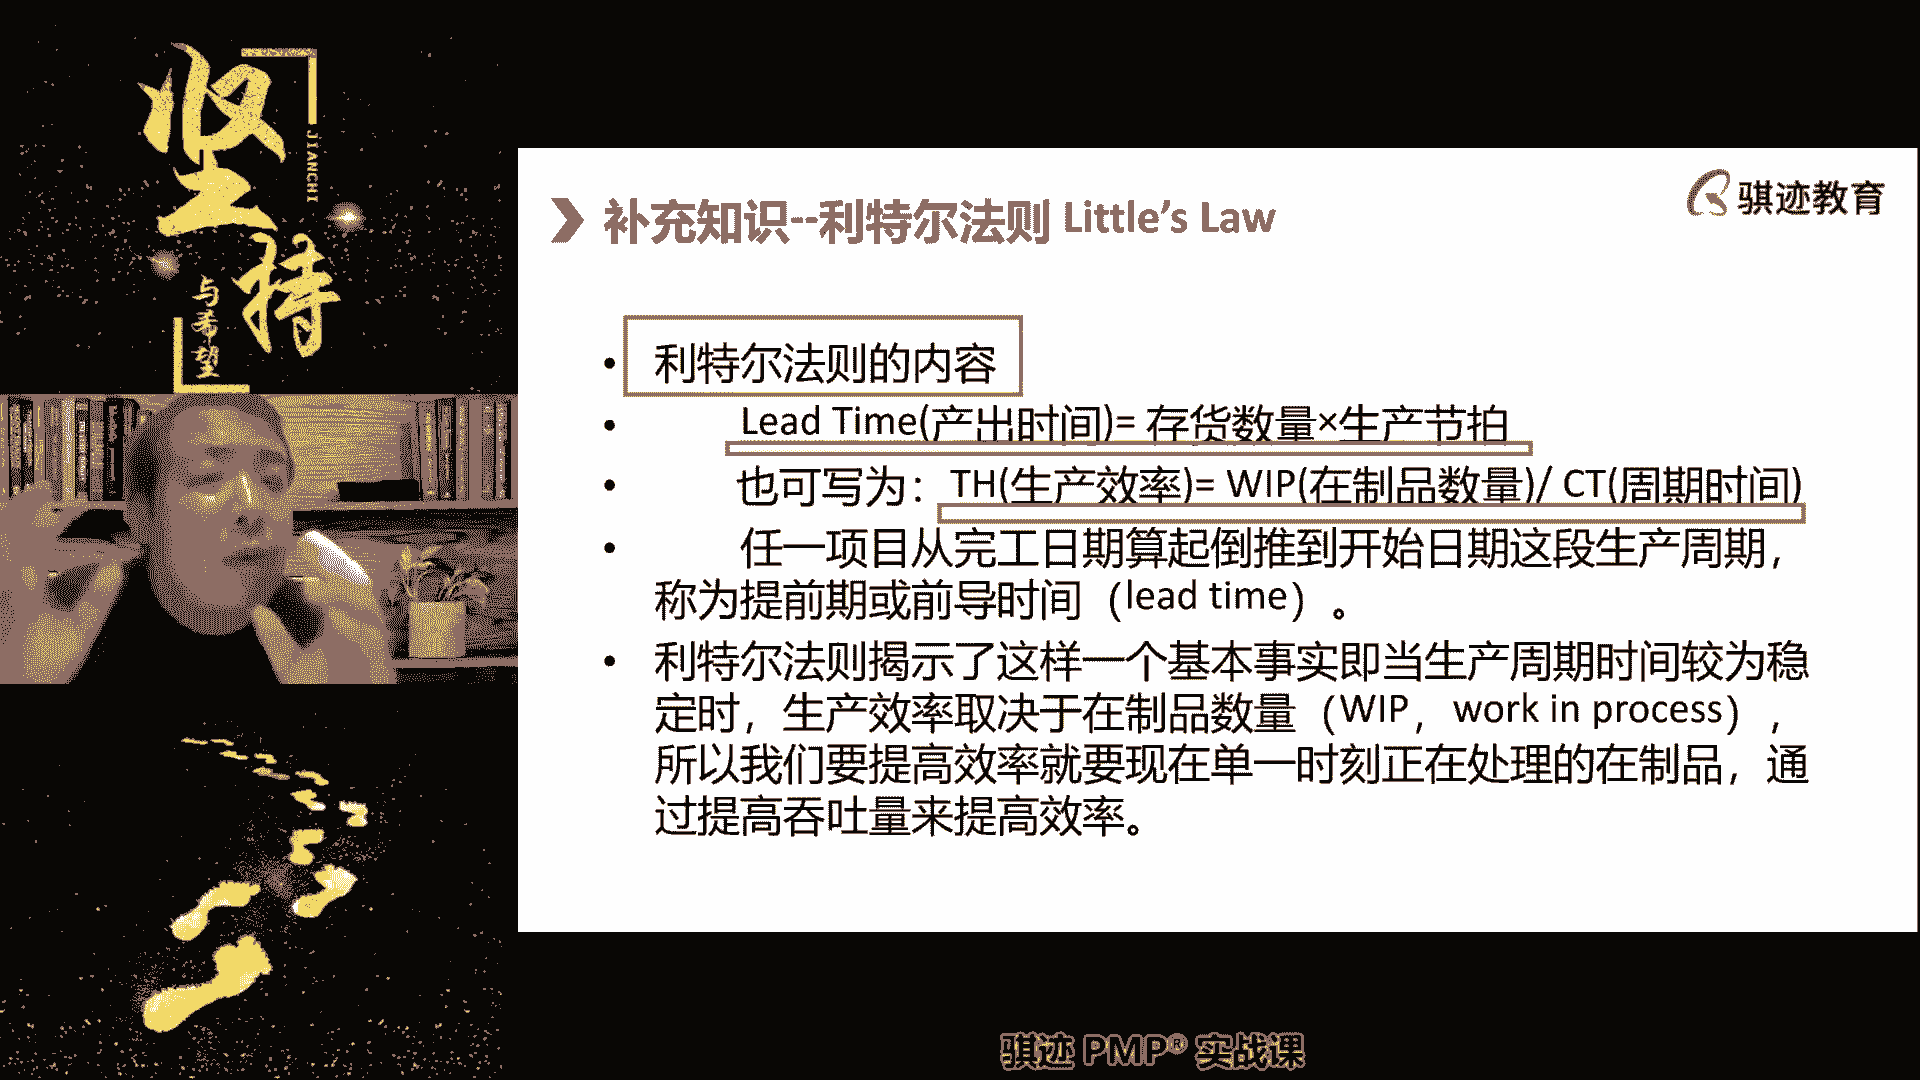 坚持
JIANCHI
与希望
骐迹教育
补充知识--利特尔法则 Little's Law
• 利特尔法则的内容
• Lead Time(产出时间)= 存货数量×生产节拍
• 也可写为：TH(生产效率)= WIP(在制品数量)/ CT(周期时间)
• 任一项目从完工日期算起倒推到开始日期这段生产周期，
称为提前期或前导时间（lead time）。
• 利特尔法则揭示了这样一个基本事实即当生产周期时间较为稳
定时，生产效率取决于在制品数量（WIP，work in process），
所以我们要提高效率就要现在单一时刻正在处理的在制品，通
过提高吞吐量来提高效率。
骐迹 PMP® 实战课